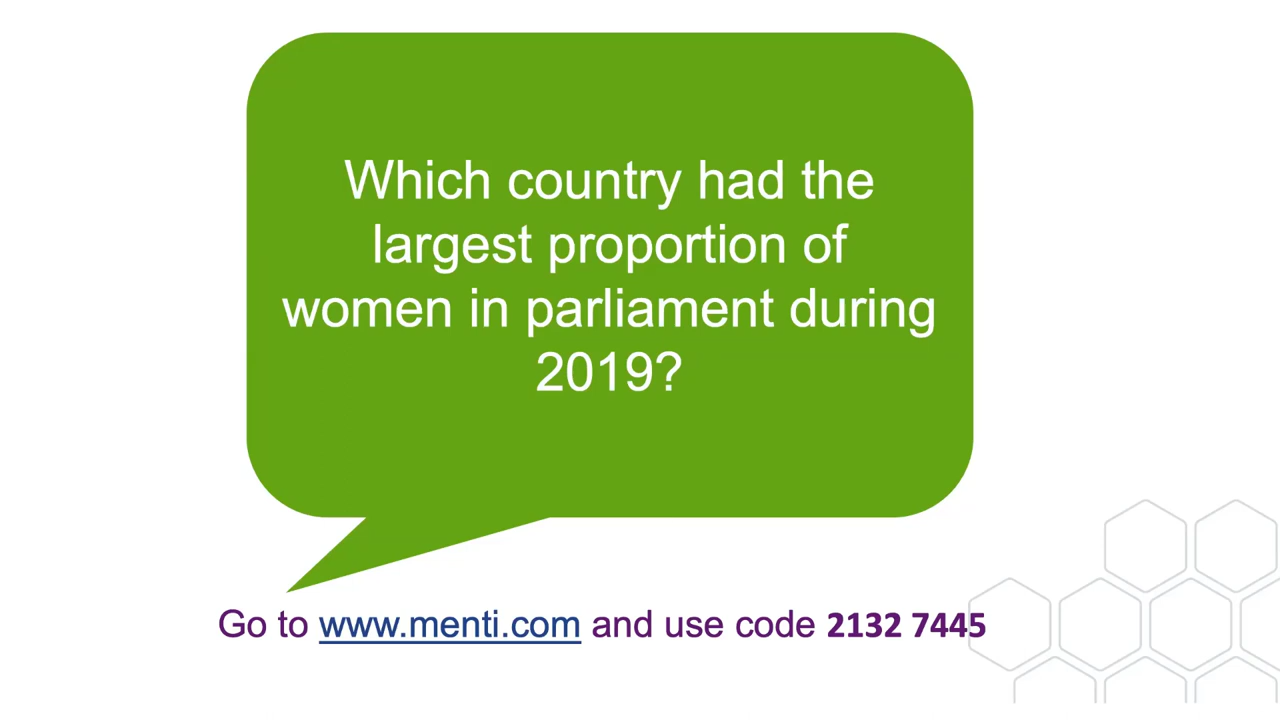 Which country had the
largest proportion of
women in parliament during
2019?
Go to www.menti.com and use code 2132 7445